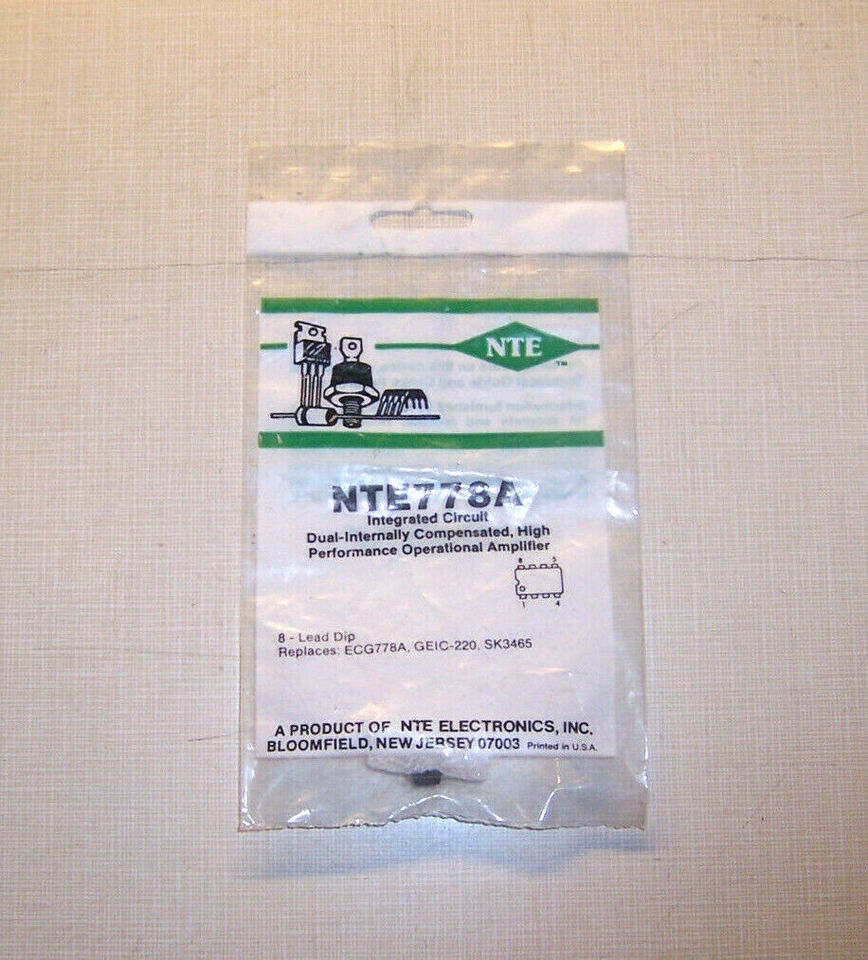 NTE™
NTE778A
Integrated Circuit
Dual-Internally Compensated, High
Performance Operational Amplifier
8 5
1 4
8 - Lead Dip
Replaces: ECG778A, GEIC-220, SK3465
A PRODUCT OF NTE ELECTRONICS, INC.
BLOOMFIELD, NEW JERSEY 07003 Printed in U.S.A.